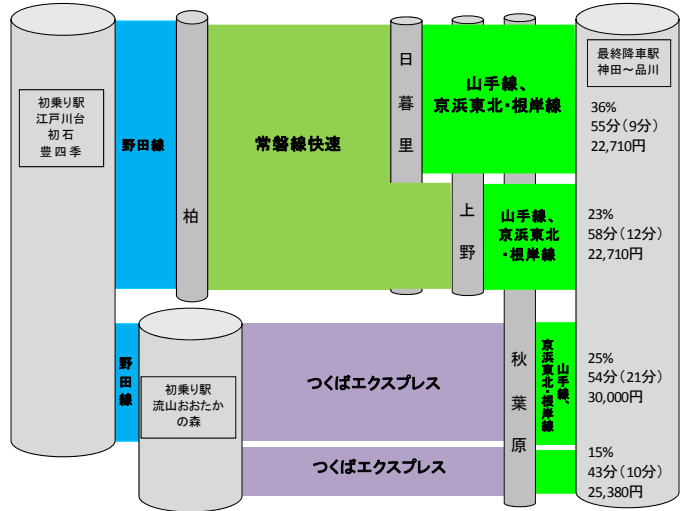 初乗り駅
江戸川台
初石
豊四季
野田線
柏
常磐線快速
日暮里
山手線、
京浜東北・根岸線
最終降車駅
神田～品川
36%
55分（9分）
22,710円
上野
山手線、
京浜東北
・根岸線
23%
58分（12分）
22,710円
野田線
初乗り駅
流山おおたか
の森
つくばエクスプレス
秋葉原
山手線、
京浜東北・根岸線
25%
54分（21分）
30,000円
つくばエクスプレス
15%
43分（10分）
25,380円